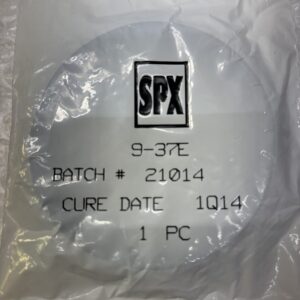 SPX
9-37E
BATCH # 21014
CURE DATE 1Q14
1 PC